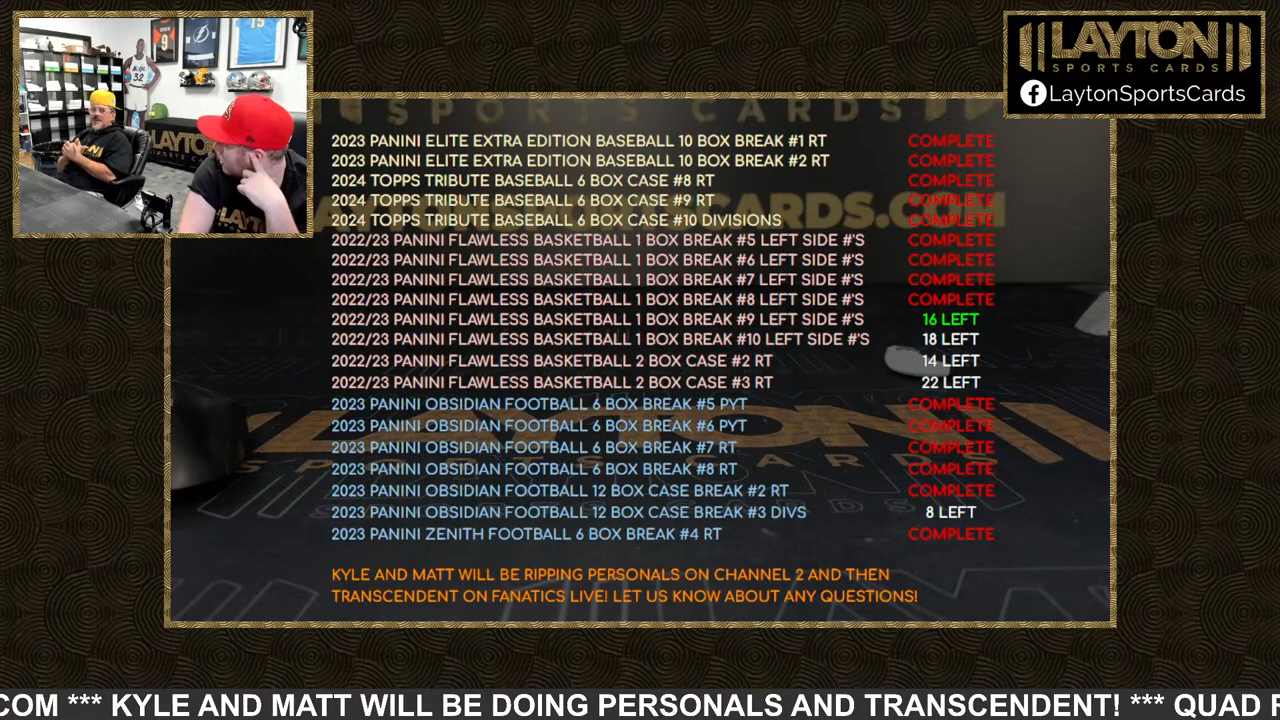 LAYTON
SPORTS CARDS
LaytonSportsCards
SPORTS CARDS
2023 PANINI ELITE EXTRA EDITION BASEBALL 10 BOX BREAK #1 RT COMPLETE
2023 PANINI ELITE EXTRA EDITION BASEBALL 10 BOX BREAK #2 RT COMPLETE
2024 TOPPS TRIBUTE BASEBALL 6 BOX CASE #8 RT COMPLETE
2024 TOPPS TRIBUTE BASEBALL 6 BOX CASE #9 RT COMPLETE
2024 TOPPS TRIBUTE BASEBALL 6 BOX CASE #10 DIVISIONS COMPLETE
2022/23 PANINI FLAWLESS BASKETBALL 1 BOX BREAK #5 LEFT SIDE #'S COMPLETE
2022/23 PANINI FLAWLESS BASKETBALL 1 BOX BREAK #6 LEFT SIDE #'S COMPLETE
2022/23 PANINI FLAWLESS BASKETBALL 1 BOX BREAK #7 LEFT SIDE #'S COMPLETE
2022/23 PANINI FLAWLESS BASKETBALL 1 BOX BREAK #8 LEFT SIDE #'S COMPLETE
2022/23 PANINI FLAWLESS BASKETBALL 1 BOX BREAK #9 LEFT SIDE #'S 16 LEFT
2022/23 PANINI FLAWLESS BASKETBALL 1 BOX BREAK #10 LEFT SIDE #'S 18 LEFT
2022/23 PANINI FLAWLESS BASKETBALL 2 BOX CASE #2 RT 14 LEFT
2022/23 PANINI FLAWLESS BASKETBALL 2 BOX CASE #3 RT 22 LEFT
2023 PANINI OBSIDIAN FOOTBALL 6 BOX BREAK #5 PYT COMPLETE
2023 PANINI OBSIDIAN FOOTBALL 6 BOX BREAK #6 PYT COMPLETE
2023 PANINI OBSIDIAN FOOTBALL 6 BOX BREAK #7 RT COMPLETE
2023 PANINI OBSIDIAN FOOTBALL 6 BOX BREAK #8 RT COMPLETE
2023 PANINI OBSIDIAN FOOTBALL 12 BOX CASE BREAK #2 RT COMPLETE
2023 PANINI OBSIDIAN FOOTBALL 12 BOX CASE BREAK #3 DIVS 8 LEFT
2023 PANINI ZENITH FOOTBALL 6 BOX BREAK #4 RT COMPLETE
KYLE AND MATT WILL BE RIPPING PERSONALS ON CHANNEL 2 AND THEN
TRANSCENDENT ON FANATICS LIVE! LET US KNOW ABOUT ANY QUESTIONS!
.COM *** KYLE AND MATT WILL BE DOING PERSONALS AND TRANSCENDENT! *** QUAD